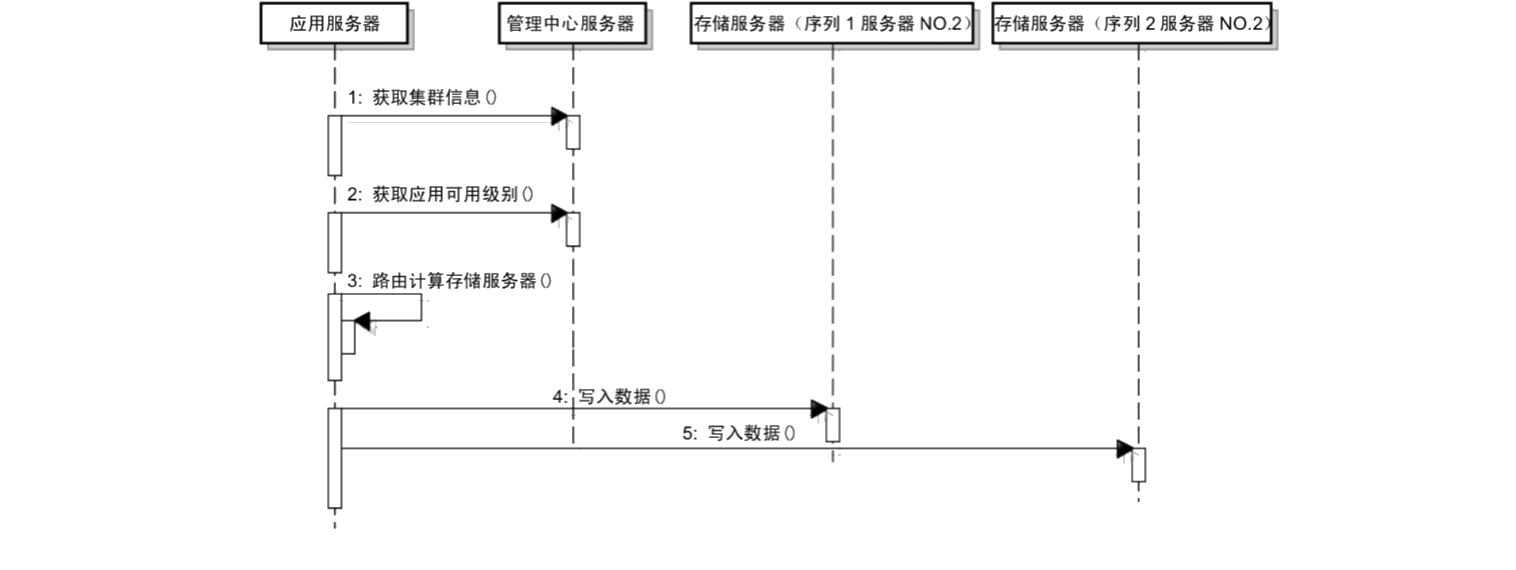 应用服务器
管理中心服务器
存储服务器（序列 1 服务器 NO.2）
存储服务器（序列 2 服务器 NO.2）
1: 获取集群信息()
2: 获取应用可用级别()
3: 路由计算存储服务器()
4: 写入数据()
5: 写入数据()